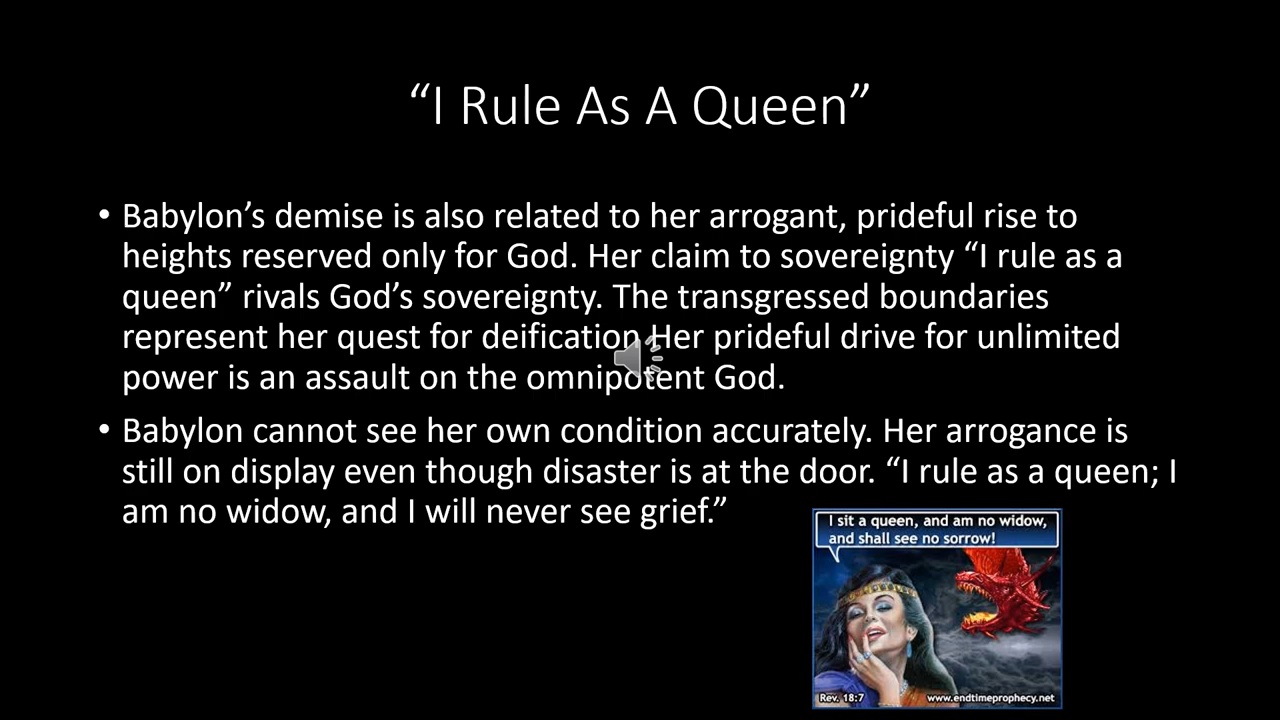 “I Rule As A Queen”
• Babylon’s demise is also related to her arrogant, prideful rise to
heights reserved only for God. Her claim to sovereignty “I rule as a
queen” rivals God’s sovereignty. The transgressed boundaries
represent her quest for deification Her prideful drive for unlimited
power is an assault on the omnipotent God.
• Babylon cannot see her own condition accurately. Her arrogance is
still on display even though disaster is at the door. “I rule as a queen; I
am no widow, and I will never see grief.”
I sit a queen, and am no widow,
and shall see no sorrow!
Rev. 18:7
www.endtimeprophecy.net